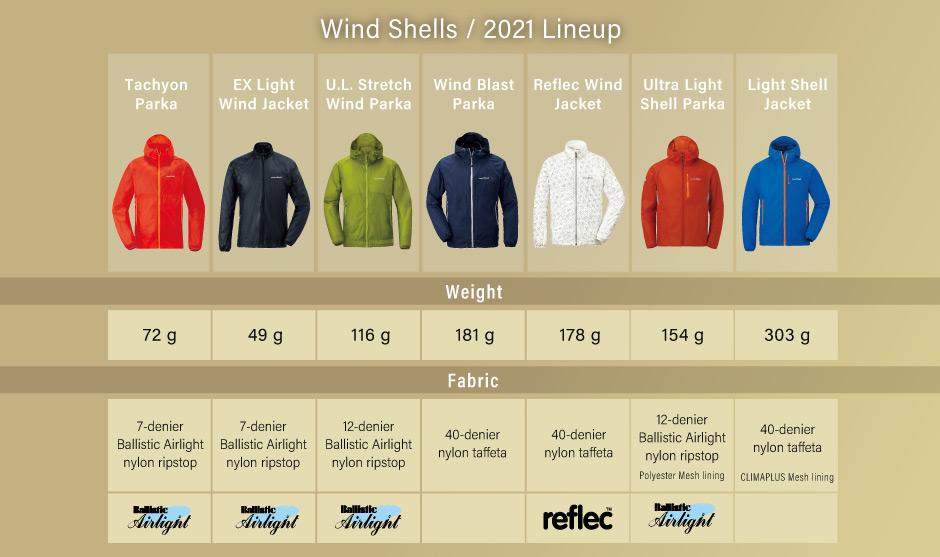 Wind Shells / 2021 Lineup
Tachyon
Parka
EX Light
Wind Jacket
U.L. Stretch
Wind Parka
Wind Blast
Parka
Reflec Wind
Jacket
Ultra Light
Shell Parka
Light Shell
Jacket
Weight
72 g
49 g
116 g
181 g
178 g
154 g
303 g
Fabric
7-denier
Ballistic Airlight
nylon ripstop
7-denier
Ballistic Airlight
nylon ripstop
12-denier
Ballistic Airlight
nylon ripstop
40-denier
nylon taffeta
40-denier
nylon taffeta
12-denier
Ballistic Airlight
nylon ripstop
Polyester Mesh lining
40-denier
nylon taffeta
CLIMAPLUS Mesh lining
Ballistic
Airlight
Ballistic
Airlight
Ballistic
Airlight
reflec™
Ballistic
Airlight